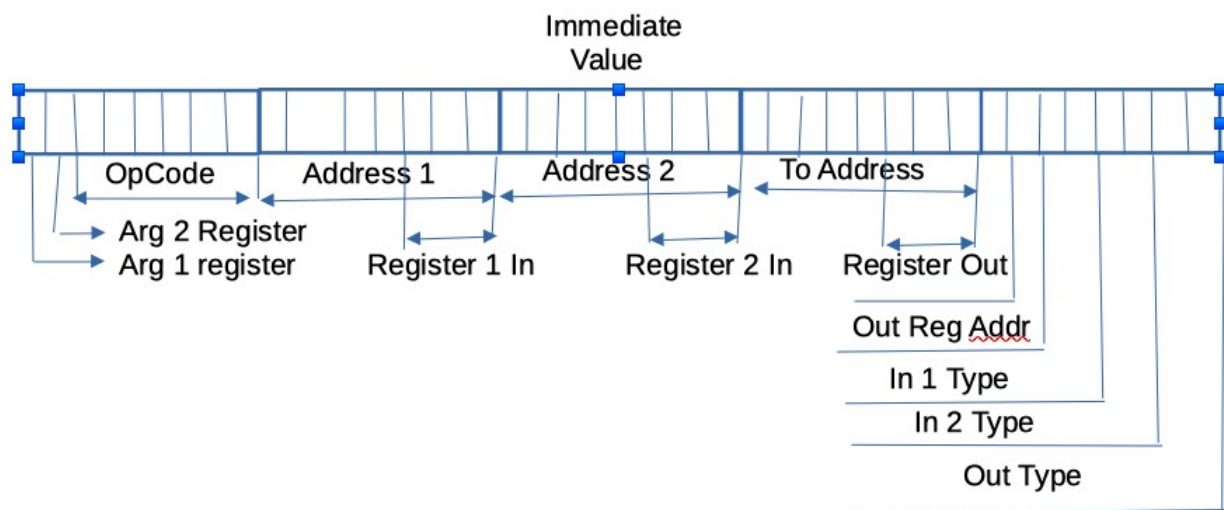 Immediate
Value
OpCode
Address 1
Address 2
To Address
Arg 2 Register
Arg 1 register
Register 1 In
Register 2 In
Register Out
Out Reg Addr
In 1 Type
In 2 Type
Out Type